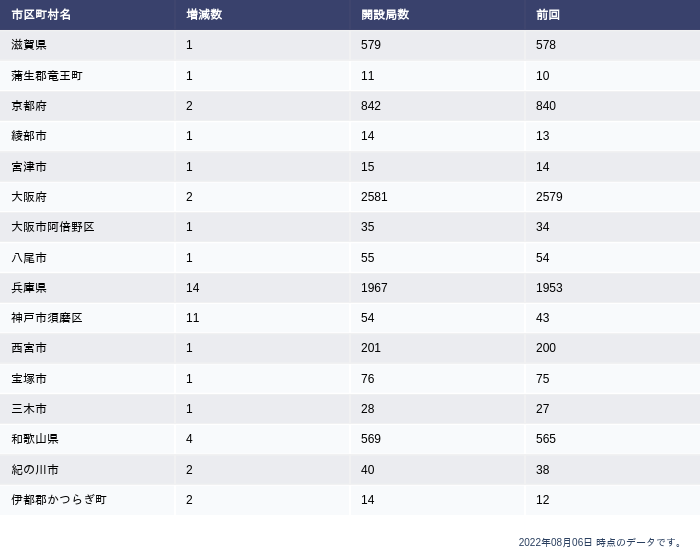 市区町村名 増減数 開設局数 前回
滋賀県 1 579 578
蒲生郡竜王町 1 11 10
京都府 2 842 840
綾部市 1 14 13
宮津市 1 15 14
大阪府 2 2581 2579
大阪市阿倍野区 1 35 34
八尾市 1 55 54
兵庫県 14 1967 1953
神戸市須磨区 11 54 43
西宮市 1 201 200
宝塚市 1 76 75
三木市 1 28 27
和歌山県 4 569 565
紀の川市 2 40 38
伊都郡かつらぎ町 2 14 12
2022年08月06日 時点のデータです。